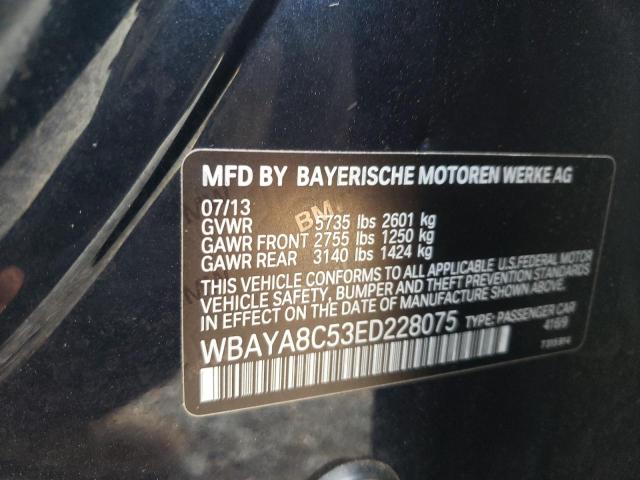 MFD BY BAYERISCHE MOTOREN WERKE AG
07/13
GVWR 5735 lbs 2601 kg
GAWR FRONT 2755 lbs 1250 kg
GAWR REAR 3140 lbs 1424 kg
THIS VEHICLE CONFORMS TO ALL APPLICABLE U.S.FEDERAL MOTOR
VEHICLE SAFETY, BUMPER AND THEFT PREVENTION STANDARDS
IN EFFECT ON THE DATE OF MANUFACTURE SHOWN ABOVE.
WBAYA8C53ED228075 TYPE: PASSENGER CAR
4169